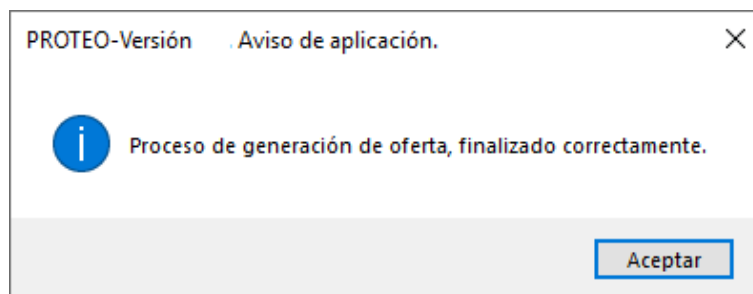 PROTEO-Versión . Aviso de aplicación.
Proceso de generación de oferta, finalizado correctamente.
Aceptar